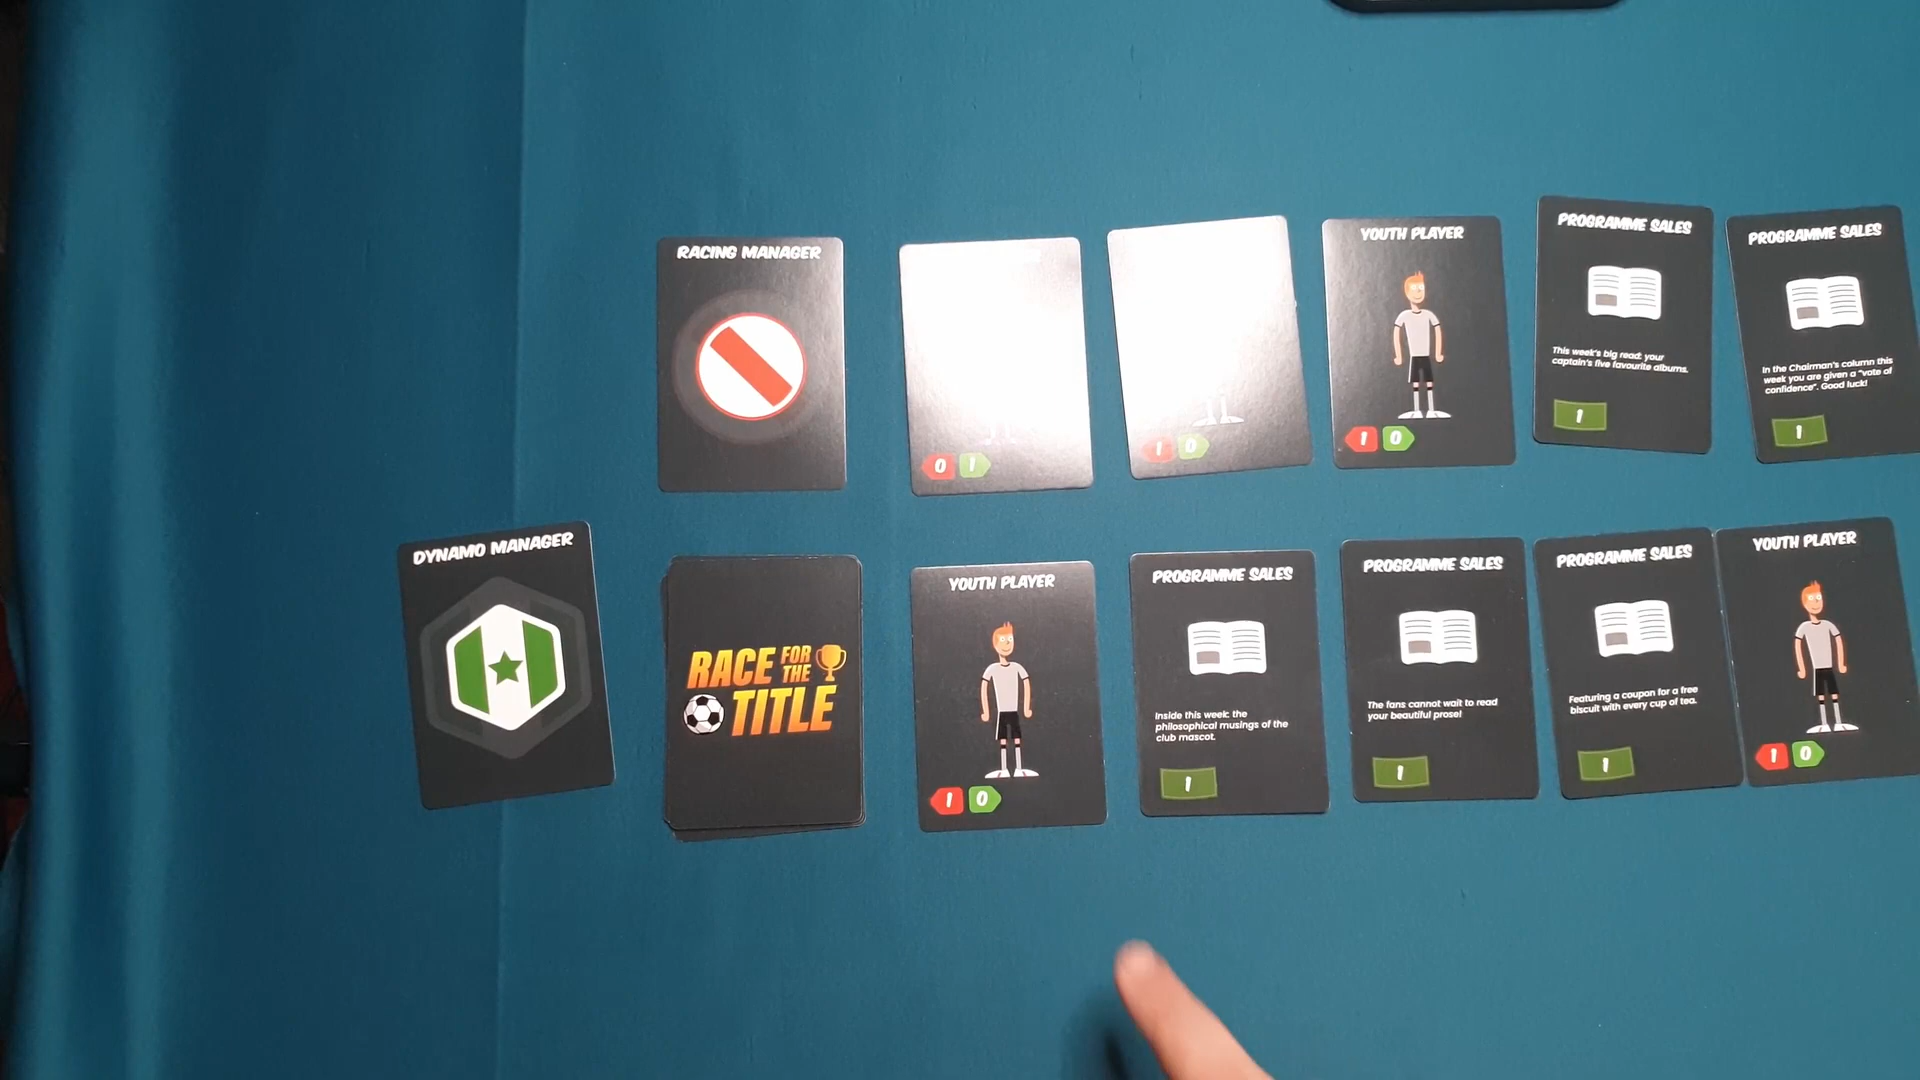 RACING MANAGER
0 1
1 0
YOUTH PLAYER
1 0
PROGRAMME SALES
This week's big read: your
captain's five favourite albums.
1
PROGRAMME SALES
In the Chairman's column this
week you are given a "vote of
confidence". Good luck!
1
DYNAMO MANAGER
RACE FOR
THE
TITLE
YOUTH PLAYER
1 0
PROGRAMME SALES
Inside this week: the
philosophical musings of the
club mascot.
1
PROGRAMME SALES
The fans cannot wait to read
your beautiful prose!
1
PROGRAMME SALES
Featuring a coupon for a free
biscuit with every cup of tea.
1
YOUTH PLAYER
1 0